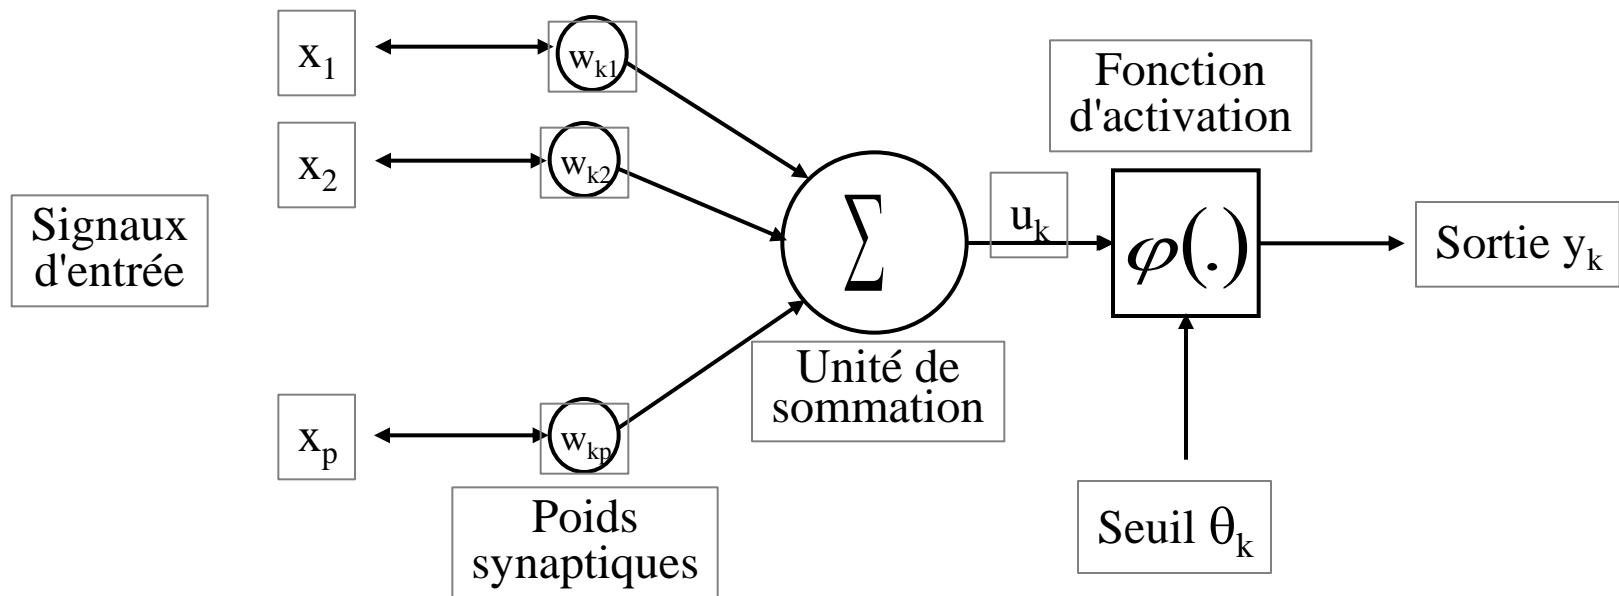 Signaux
d'entrée
x₁
x₂
xₚ
wₖ₁
wₖ₂
wₖₚ
Poids
synaptiques
∑
Unité de
sommation
uₖ
Fonction
d'activation
φ(.)
Seuil θₖ
Sortie yₖ